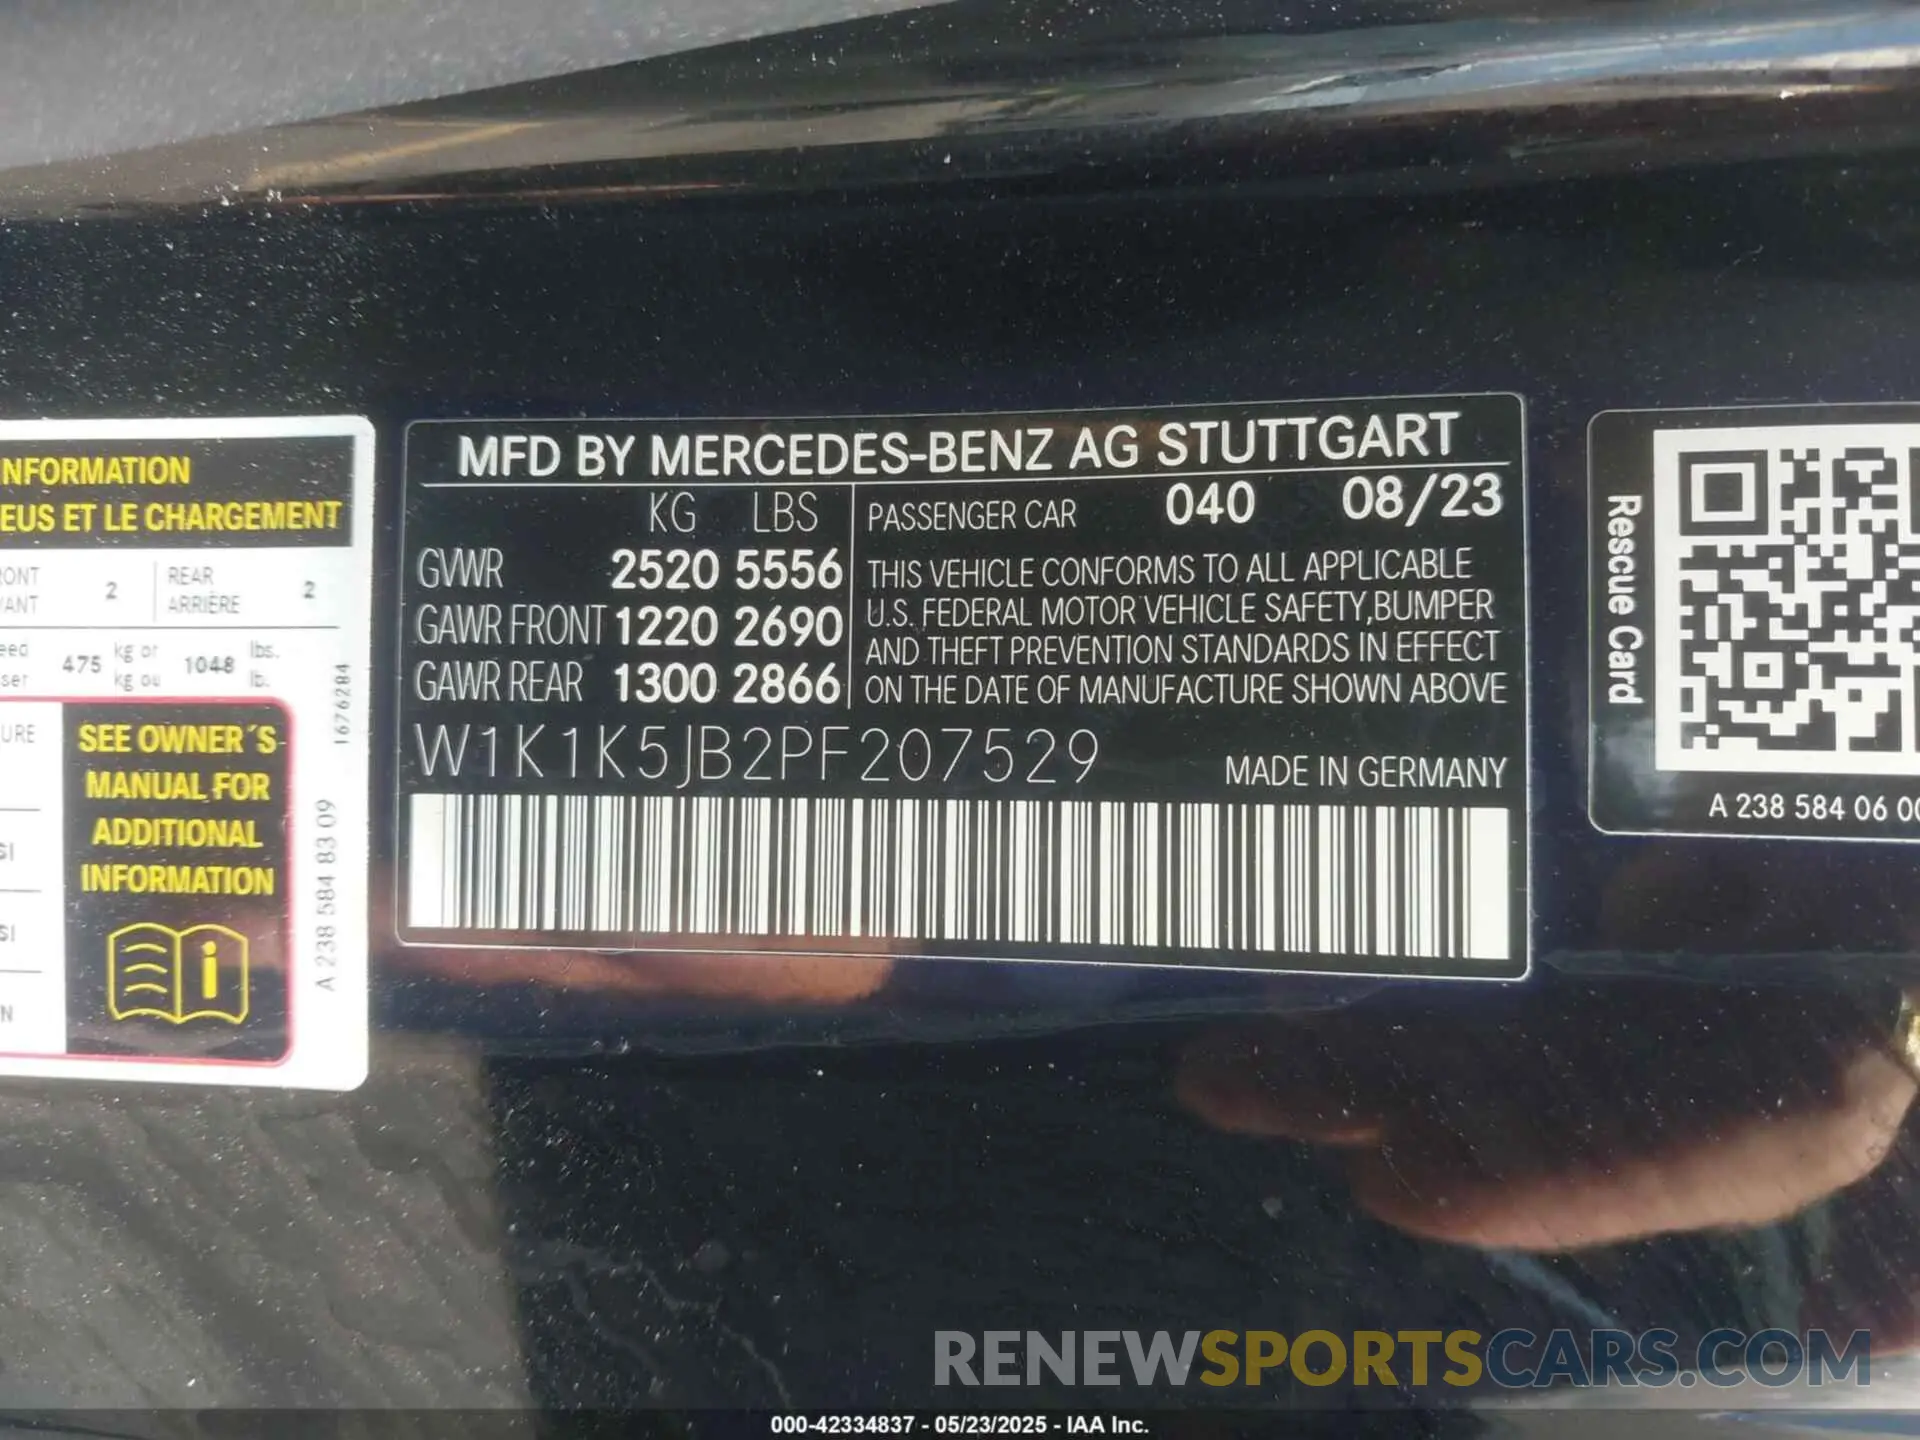 NFORMATION
EUS ET LE CHARGEMENT
2
REAR
ARRIÈRE
2
475
kg or
kg ou
1048
lbs.
lb.
SEE OWNER´S
MANUAL FOR
ADDITIONAL
INFORMATION
1676284
A 238 584 83 09
MFD BY MERCEDES-BENZ AG STUTTGART
KG LBS
GVWR 2520 5556
GAWR FRONT 1220 2690
GAWR REAR 1300 2866
PASSENGER CAR 040 08/23
THIS VEHICLE CONFORMS TO ALL APPLICABLE
U.S. FEDERAL MOTOR VEHICLE SAFETY,BUMPER
AND THEFT PREVENTION STANDARDS IN EFFECT
ON THE DATE OF MANUFACTURE SHOWN ABOVE
W1K1K5JB2PF207529
MADE IN GERMANY
Rescue Card
A 238 584 06 00
RENEWSPORTSCARS.COM
000-42334837 - 05/23/2025 - IAA Inc.